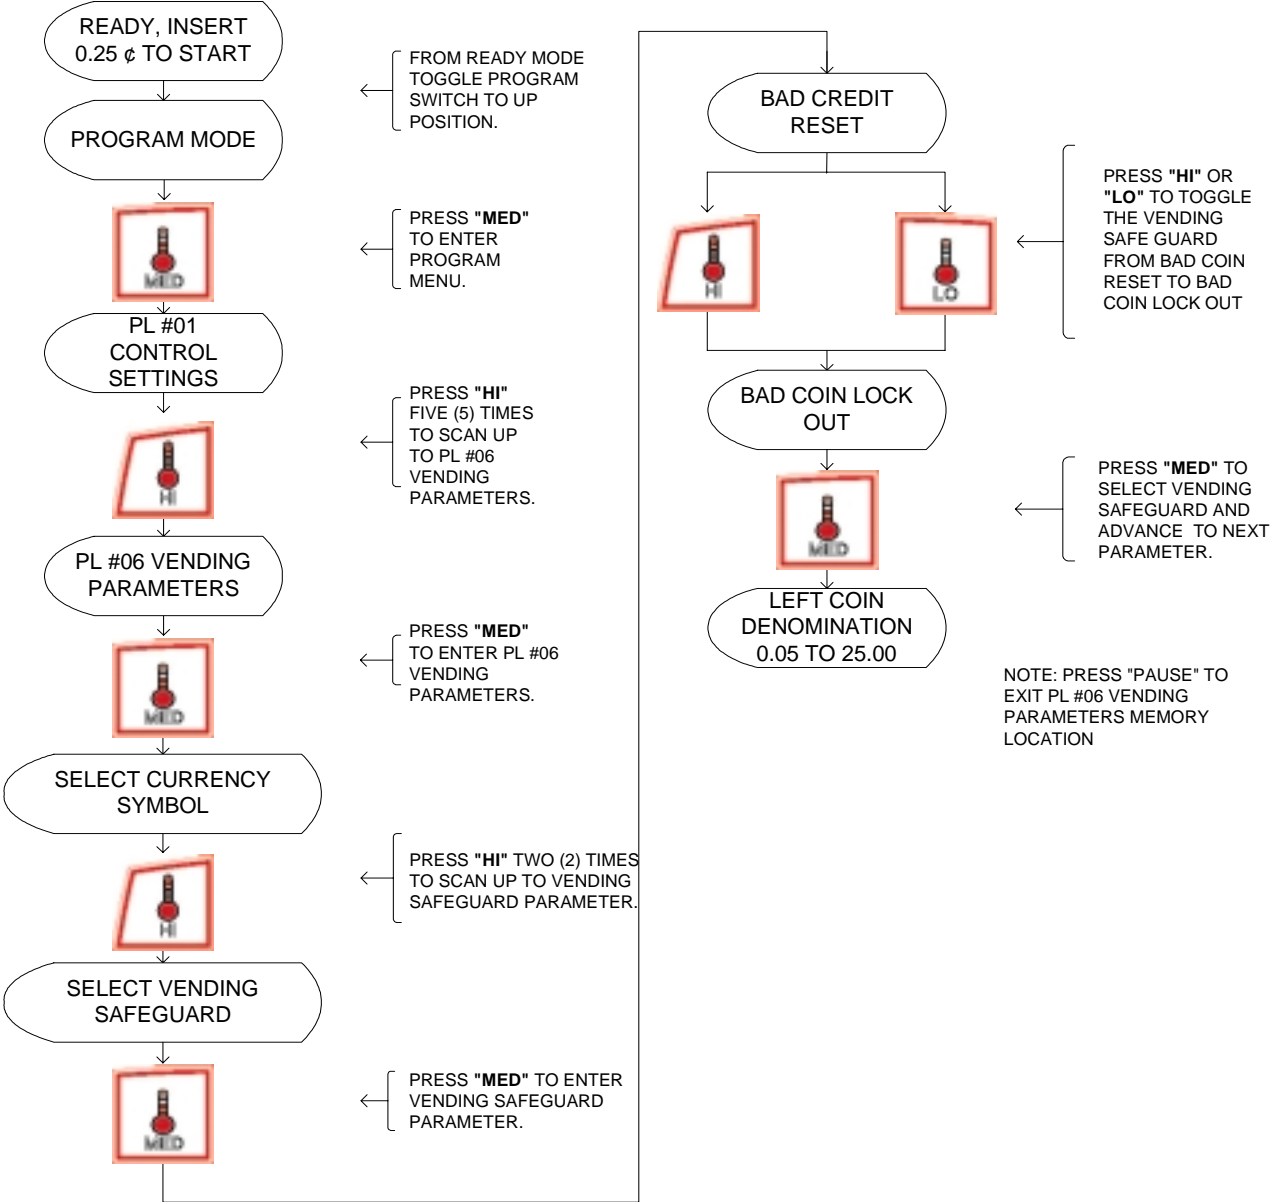 READY, INSERT
0.25 ¢ TO START
FROM READY MODE
TOGGLE PROGRAM
SWITCH TO UP
POSITION.
PROGRAM MODE
MED
PRESS "MED"
TO ENTER
PROGRAM
MENU.
PL #01
CONTROL
SETTINGS
HI
PRESS "HI"
FIVE (5) TIMES
TO SCAN UP
TO PL #06
VENDING
PARAMETERS.
PL #06 VENDING
PARAMETERS
MED
PRESS "MED"
TO ENTER PL #06
VENDING
PARAMETERS.
SELECT CURRENCY
SYMBOL
HI
PRESS "HI" TWO (2) TIMES
TO SCAN UP TO VENDING
SAFEGUARD PARAMETER.
SELECT VENDING
SAFEGUARD
MED
PRESS "MED" TO ENTER
VENDING SAFEGUARD
PARAMETER.
BAD CREDIT
RESET
HI
LO
PRESS "HI" OR
"LO" TO TOGGLE
THE VENDING
SAFE GUARD
FROM BAD COIN
RESET TO BAD
COIN LOCK OUT
BAD COIN LOCK
OUT
MED
PRESS "MED" TO
SELECT VENDING
SAFEGUARD AND
ADVANCE  TO NEXT
PARAMETER.
LEFT COIN
DENOMINATION
0.05 TO 25.00
NOTE: PRESS "PAUSE" TO
EXIT PL #06 VENDING
PARAMETERS MEMORY
LOCATION